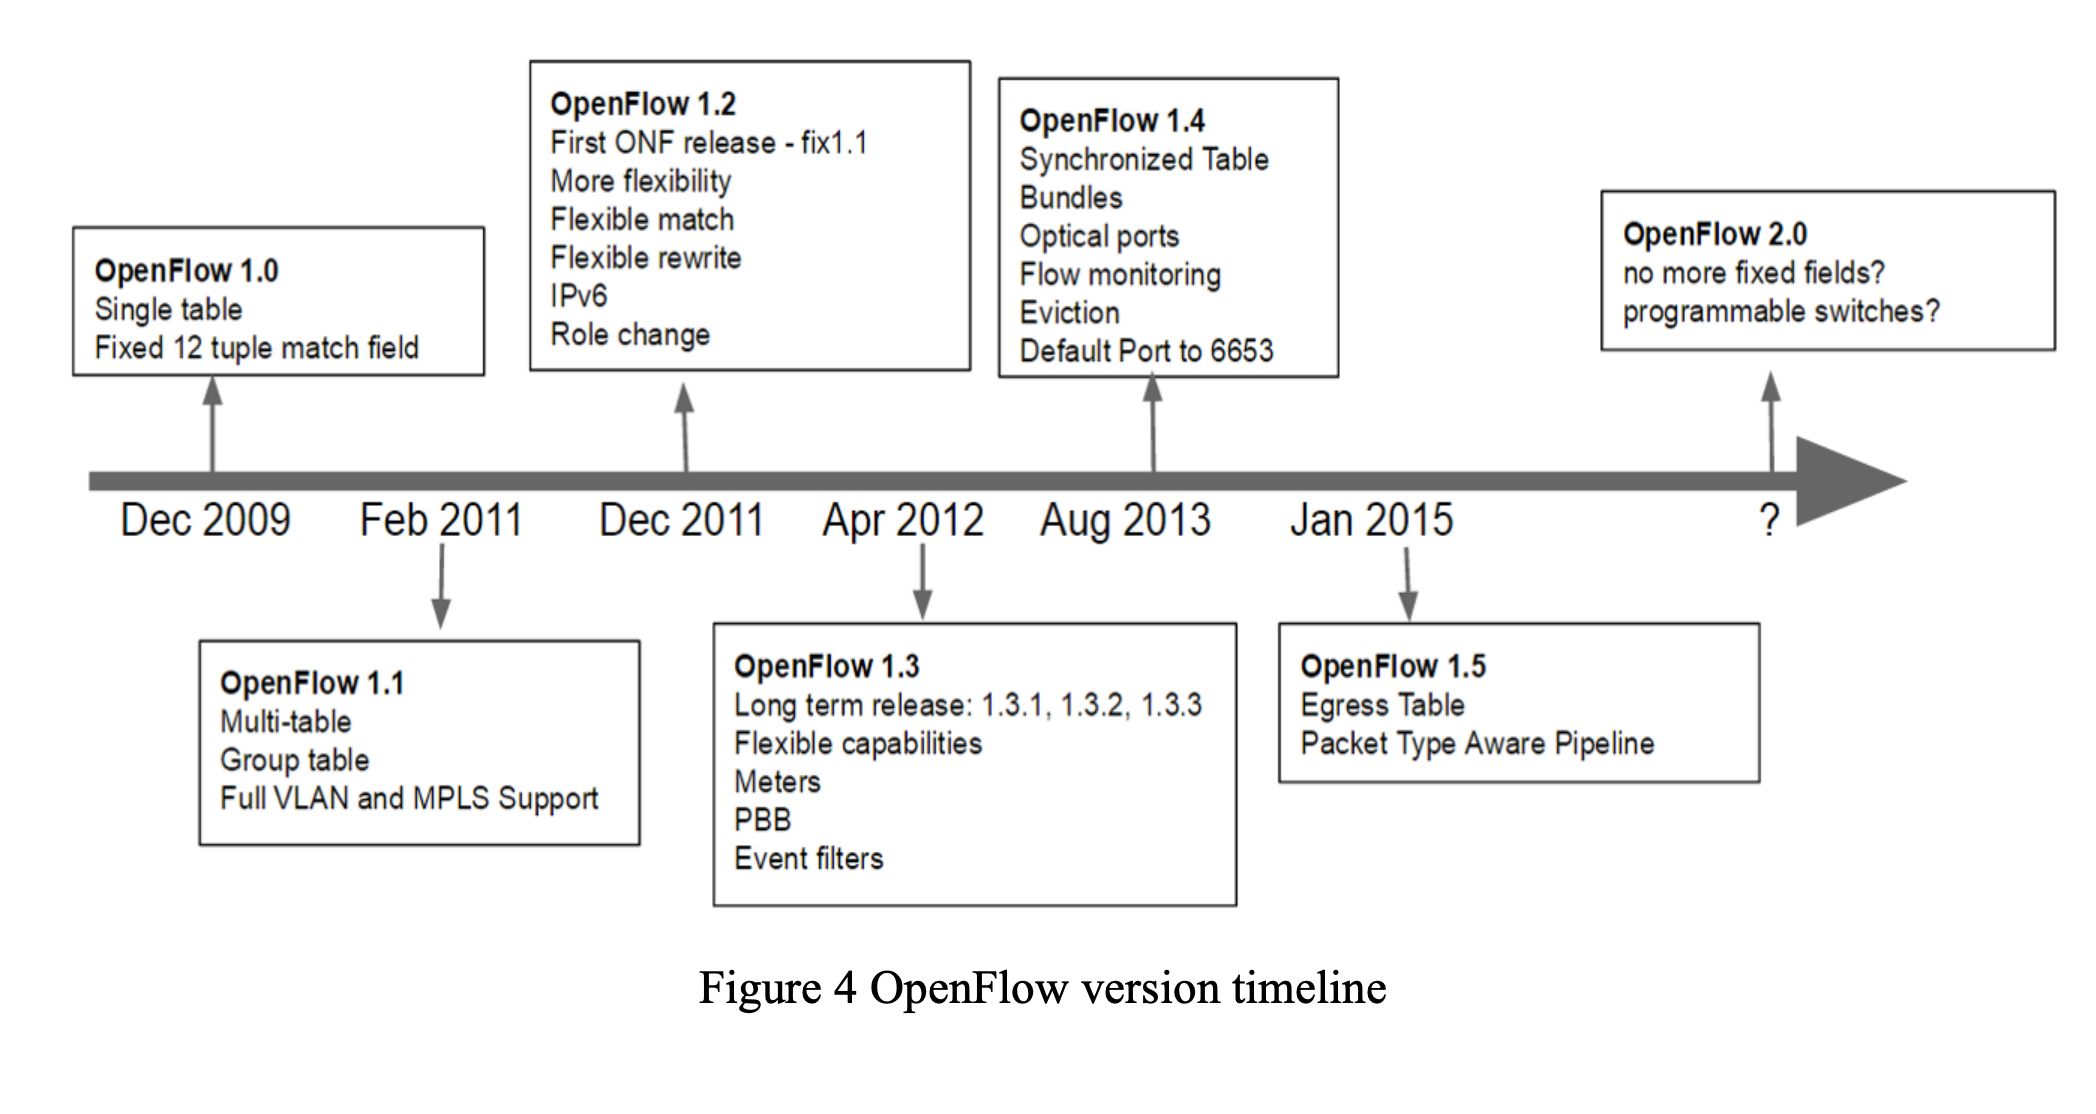 OpenFlow 1.0
Single table
Fixed 12 tuple match field
OpenFlow 1.2
First ONF release - fix1.1
More flexibility
Flexible match
Flexible rewrite
IPv6
Role change
OpenFlow 1.4
Synchronized Table
Bundles
Optical ports
Flow monitoring
Eviction
Default Port to 6653
OpenFlow 2.0
no more fixed fields?
programmable switches?
Dec 2009
Feb 2011
Dec 2011
Apr 2012
Aug 2013
Jan 2015
?
OpenFlow 1.1
Multi-table
Group table
Full VLAN and MPLS Support
OpenFlow 1.3
Long term release: 1.3.1, 1.3.2, 1.3.3
Flexible capabilities
Meters
PBB
Event filters
OpenFlow 1.5
Egress Table
Packet Type Aware Pipeline
Figure 4 OpenFlow version timeline